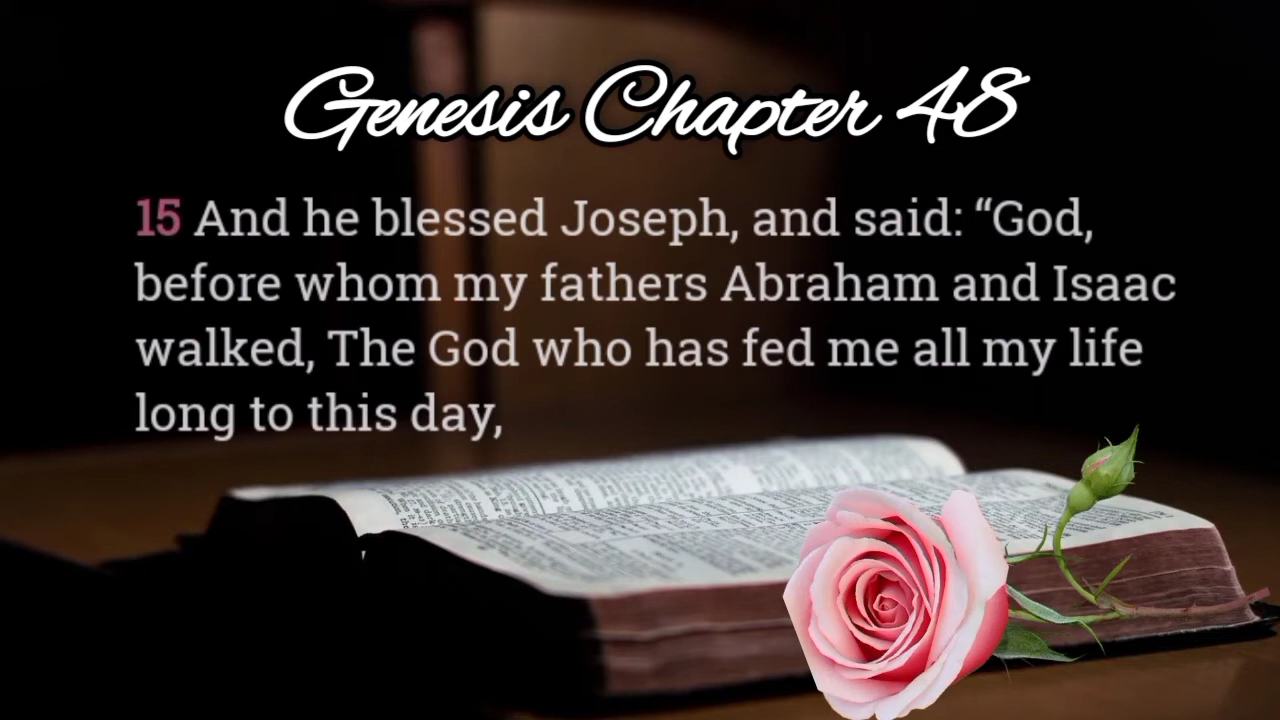 Genesis Chapter 48
15 And he blessed Joseph, and said: “God,
before whom my fathers Abraham and Isaac
walked, The God who has fed me all my life
long to this day,